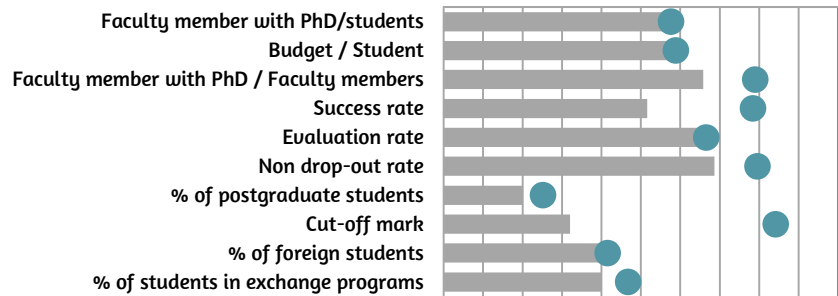 Faculty member with PhD/students
Budget / Student
Faculty member with PhD / Faculty members
Success rate
Evaluation rate
Non drop-out rate
% of postgraduate students
Cut-off mark
% of foreign students
% of students in exchange programs